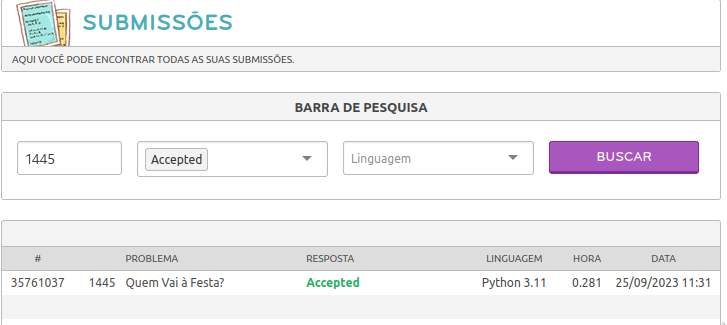 SUBMISSÕES
AQUI VOCÊ PODE ENCONTRAR TODAS AS SUAS SUBMISSÕES.
BARRA DE PESQUISA
1445 Accepted Linguagem BUSCAR
# PROBLEMA RESPOSTA LINGUAGEM HORA DATA
35761037 1445 Quem Vai à Festa? Accepted Python 3.11 0.281 25/09/2023 11:31